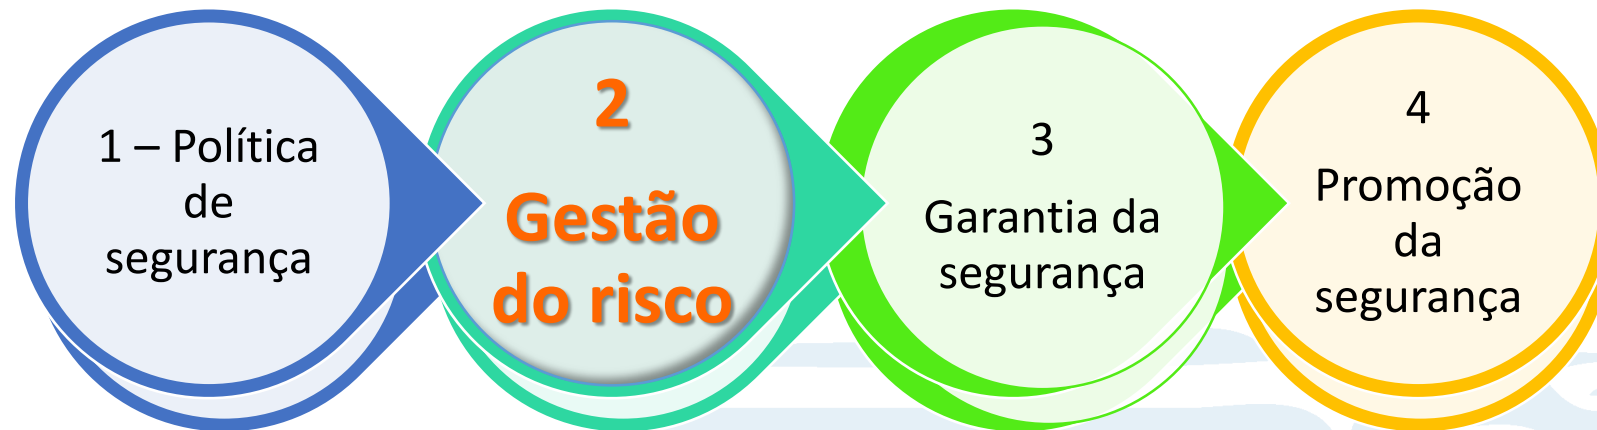 1 – Política
de
segurança
2
Gestão
do risco
3
Garantia da
segurança
4
Promoção
da
segurança